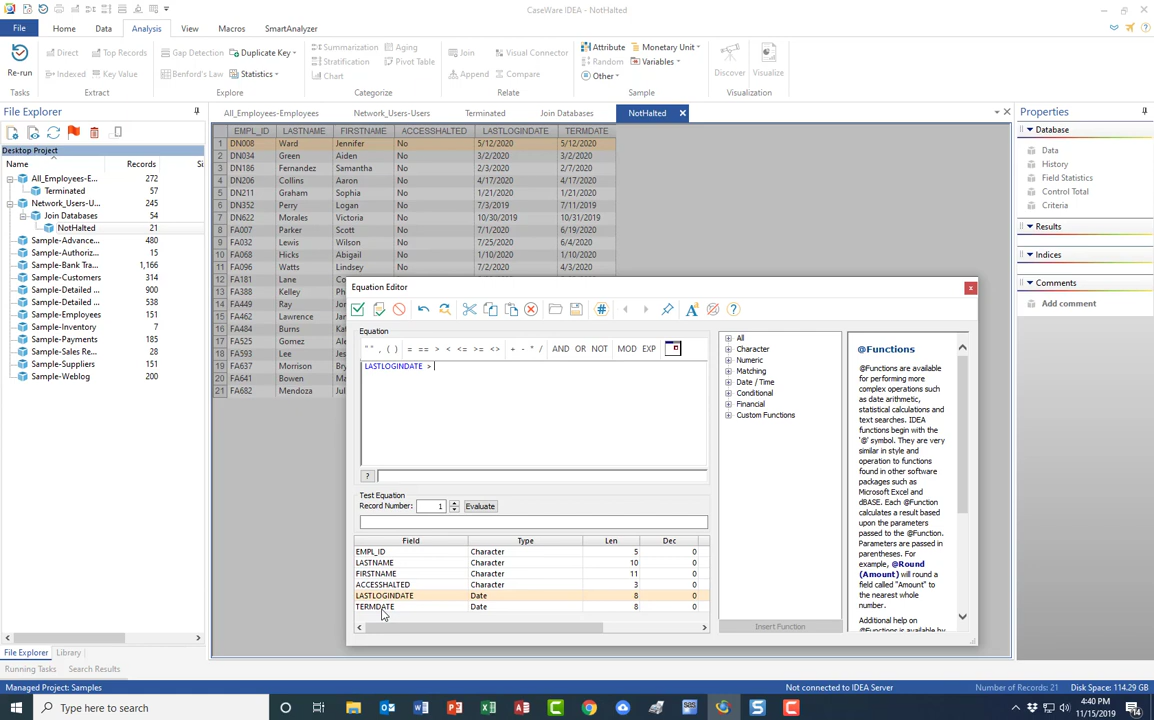 CaseWare IDEA - NotHalted
File Home Data Analysis View Macros SmartAnalyzer
Re-run
Tasks
Direct Top Records
Indexed Key Value
Extract
Gap Detection Duplicate Key
Benford's Law Statistics
Explore
Summarization Aging
Stratification Pivot Table
Chart
Categorize
Join Visual Connector
Append Compare
Relate
Attribute Monetary Unit
Random Variables
Other
Sample
Discover Visualize
Visualization
File Explorer
Desktop Project
Name Records Si
All_Employees-E... 272
Terminated 57
Network_Users-U... 245
Join Databases 54
NotHalted 21
Sample-Advance... 480
Sample-Authoriz... 15
Sample-Bank Tra... 1,166
Sample-Customers 314
Sample-Detailed ... 900
Sample-Detailed ... 538
Sample-Employees 151
Sample-Inventory 7
Sample-Payments 339
Sample-Sales Re... 28
Sample-Suppliers 151
Sample-Weblog 200
File Explorer Library
Running Tasks Search Results
Managed Project: Samples
All_Employees-Employees Network_Users-Users Terminated Join Databases NotHalted
EMPL_ID LASTNAME FIRSTNAME ACCESSHALTED LASTLOGINDATE TERMDATE
1 DN008 Ward Jennifer No 5/12/2020 5/12/2020
2 DN034 Green Aiden No 3/2/2020 3/2/2020
3 DN186 Fernandez Samantha No 2/3/2020 2/7/2020
4 DN206 Collins Aaron No 4/17/2020 4/17/2020
5 DN211 Graham Sophia No 1/21/2020 1/21/2020
6 DN352 Perry Logan No 7/3/2019 7/11/2019
7 DN622 Morales Victoria No 10/30/2019 10/31/2019
8 FA007 Parker Scott No 7/1/2020 6/19/2020
9 FA032 Lewis Wilson No 7/25/2020 6/4/2020
10 FA068 Hicks Isabella No 1/10/2020 1/10/2020
11 FA096 Watts Lindsey No 7/2/2020 4/3/2020
12 FA181 Lane
13 FA388 Kelley
14 FA449 Ray
15 FA462 Lawrence
16 FA484 Burns
18 FA593 Lee
19 FA637 Morrison
20 FA641 Bowen
21 FA682 Mendoza
Equation Editor
Equation
"" , ( ) = == > < <= >= <> + - * / AND OR NOT MOD EXP
LASTLOGINDATE >
?
Test Equation
Record Number: 1 Evaluate
Field Type Len Dec
EMPL_ID Character 5 0
LASTNAME Character 10 0
FIRSTNAME Character 11 0
ACCESSHALTED Character 3 0
LASTLOGINDATE Date 8 0
TERMDATE Date 8 0
All
Character
Numeric
Matching
Date / Time
Conditional
Financial
Custom Functions
Insert Function
@Functions
@Functions are
available for
performing more
complex operations
such as date arithmetic,
statistical calculations
and text searches. IDEA
functions begin with the
'@' symbol. They are very
similar in style and
operation to functions
found in other software
packages such as
Microsoft Excel and
dBASE. Each @Function
calculates a result based
upon the parameters
passed to the @Function.
Parameters are passed in
parentheses. For
example, @Round
(Amount) will round a
field called "Amount" to
the nearest whole
number.
Additional help on
@Functions is available by
Properties
Database
Data
History
Field Statistics
Control Total
Criteria
Results
Indices
Comments
Add comment
Not connected to IDEA Server Number of Records: 21 Disk Space: 114.29 GB
Type here to search
4:40 PM
11/15/2019
14